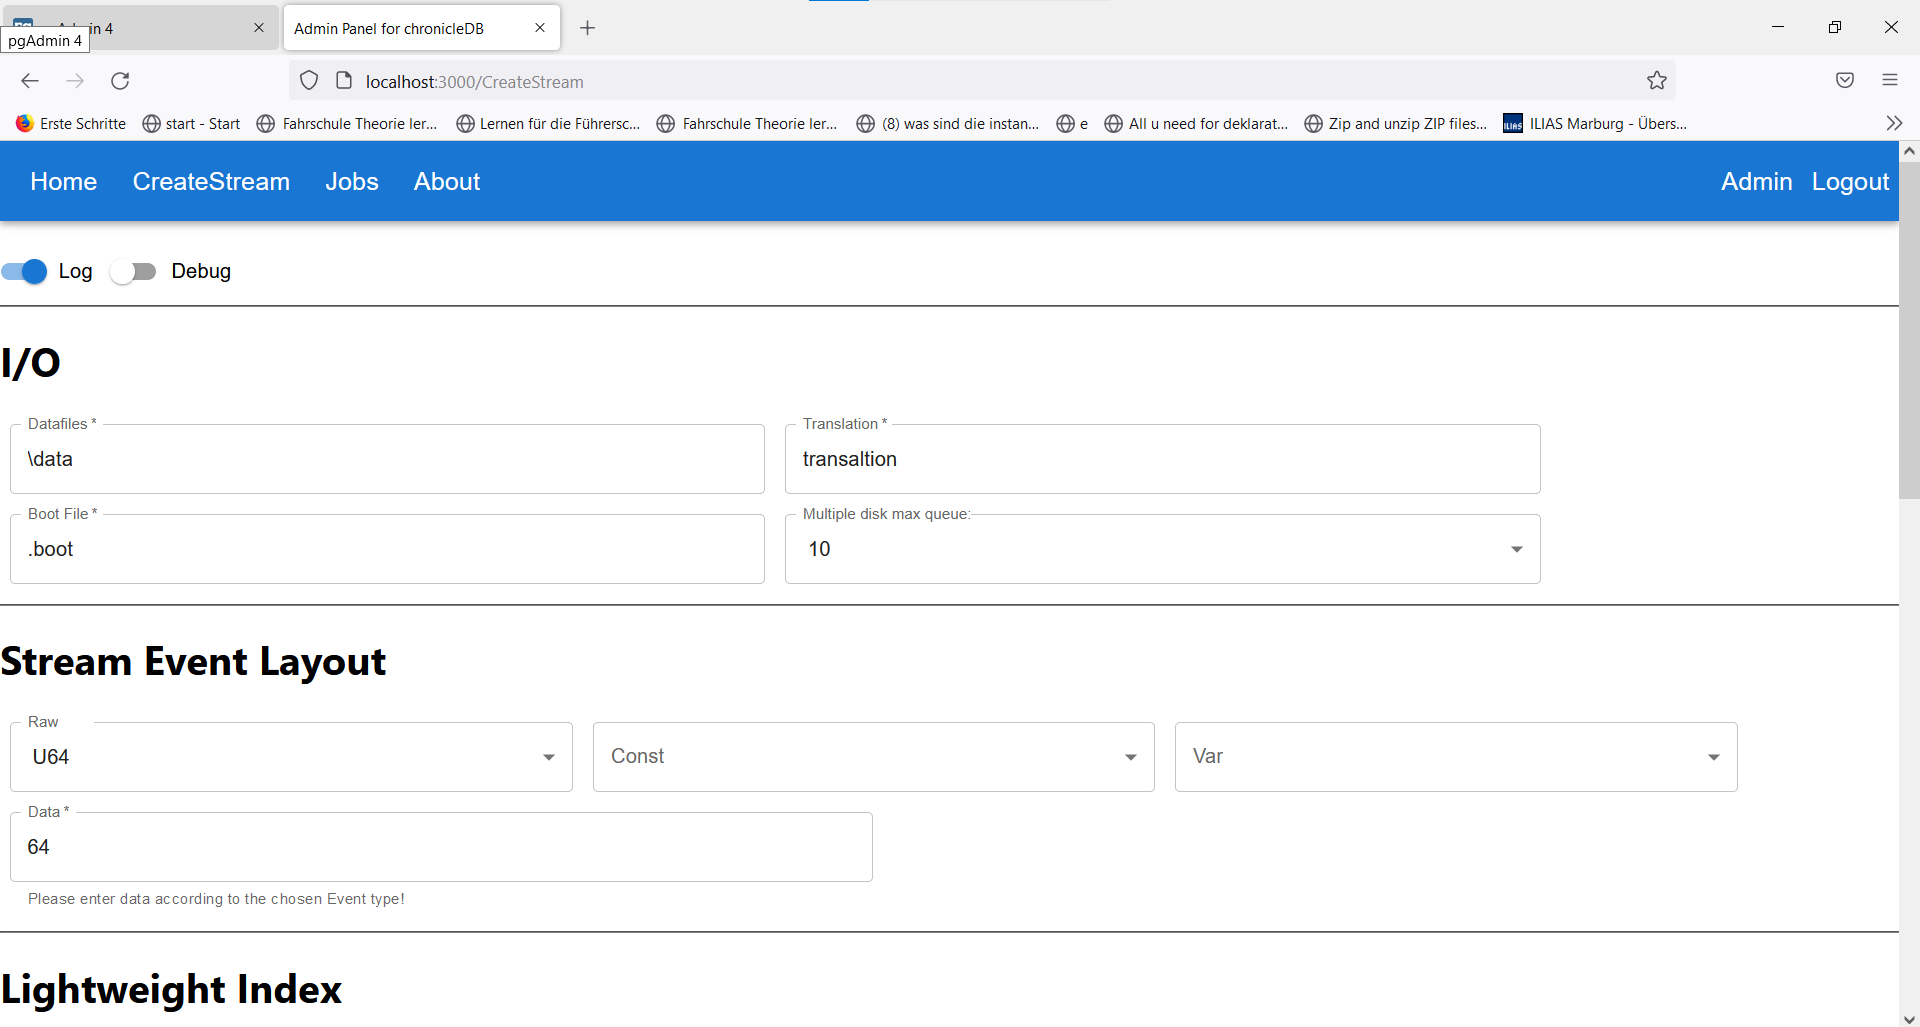 Admin 4
pgAdmin 4
Admin Panel for chronicleDB
localhost:3000/CreateStream
Erste Schritte
start - Start
Fahrschule Theorie ler...
Lernen für die Führersc...
Fahrschule Theorie ler...
(8) was sind die instan...
e
All u need for deklarat...
Zip and unzip ZIP files...
ILIAS Marburg - Übers...
Home CreateStream Jobs About Admin Logout
Log Debug
I/O
Datafiles *
\data
Translation *
transaltion
Boot File *
.boot
Multiple disk max queue:
10
Stream Event Layout
Raw
U64
Const
Var
Data *
64
Please enter data according to the chosen Event type!
Lightweight Index